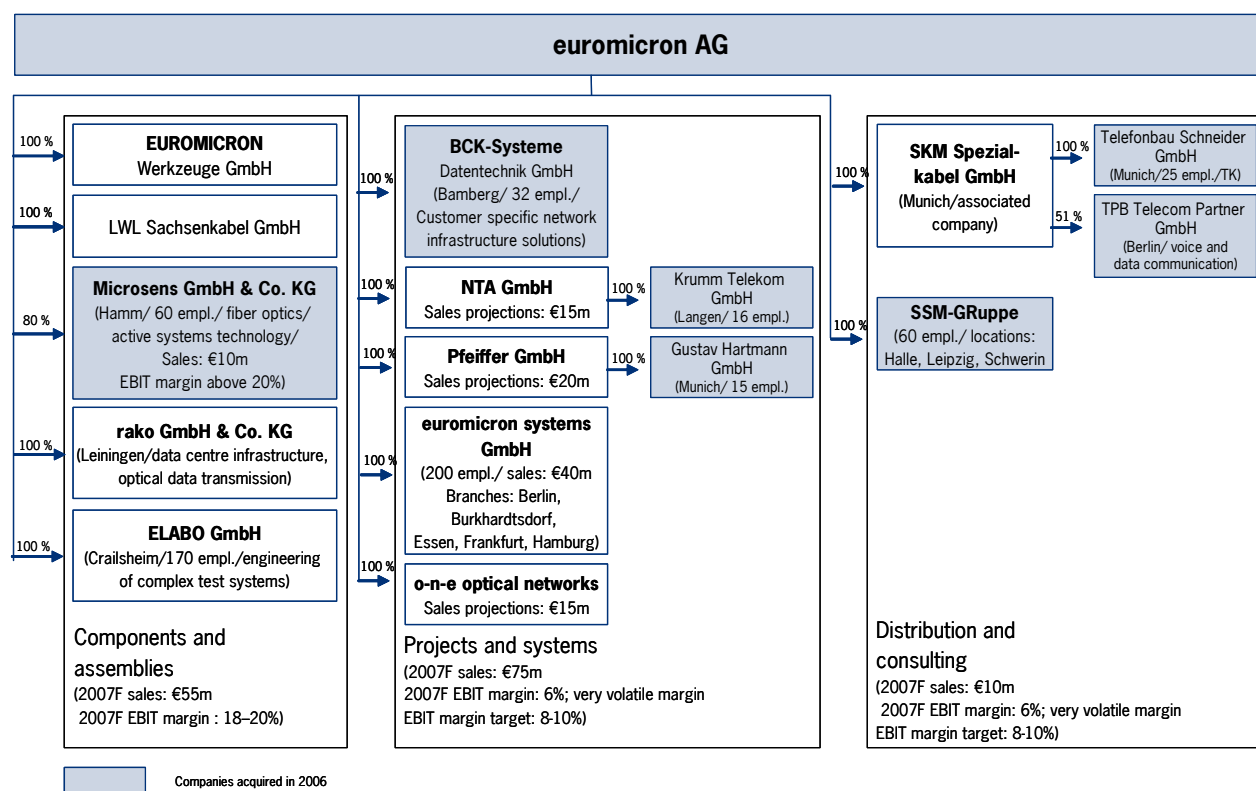 euromicron AG
100 %
EUROMICRON
Werkzeuge GmbH
100 %
LWL Sachsenkabel GmbH
80 %
Microsens GmbH & Co. KG
(Hamm/ 60 empl./ fiber optics/
active systems technology/
Sales: €10m
EBIT margin above 20%)
100 %
rako GmbH & Co. KG
(Leiningen/data centre infrastructure,
optical data transmission)
100 %
ELABO GmbH
(Crailsheim/170 empl./engineering
of complex test systems)
Components and
assemblies
(2007F sales: €55m
2007F EBIT margin : 18–20%)
100 %
BCK-Systeme
Datentechnik GmbH
(Bamberg/ 32 empl./
Customer specific network
infrastructure solutions)
100 %
NTA GmbH
Sales projections: €15m
100 %
Krumm Telekom
GmbH
(Langen/ 16 empl.)
100 %
Pfeiffer GmbH
Sales projections: €20m
100 %
Gustav Hartmann
GmbH
(Munich/ 15 empl.)
100 %
euromicron systems
GmbH
(200 empl./ sales: €40m
Branches: Berlin,
Burkhardtsdorf,
Essen, Frankfurt, Hamburg)
100 %
o-n-e optical networks
Sales projections: €15m
Projects and systems
(2007F sales: €75m
2007F EBIT margin: 6%; very volatile margin
EBIT margin target: 8-10%)
100 %
SKM Spezial-
kabel GmbH
(Munich/associated
company)
100 %
Telefonbau Schneider
GmbH
(Munich/25 empl./TK)
51 %
TPB Telecom Partner
GmbH
(Berlin/ voice and
data communication)
100 %
SSM-GRuppe
(60 empl./ locations:
Halle, Leipzig, Schwerin)
Distribution and
consulting
(2007F sales: €10m
2007F EBIT margin: 6%; very volatile margin
EBIT margin target: 8-10%)
Companies acquired in 2006